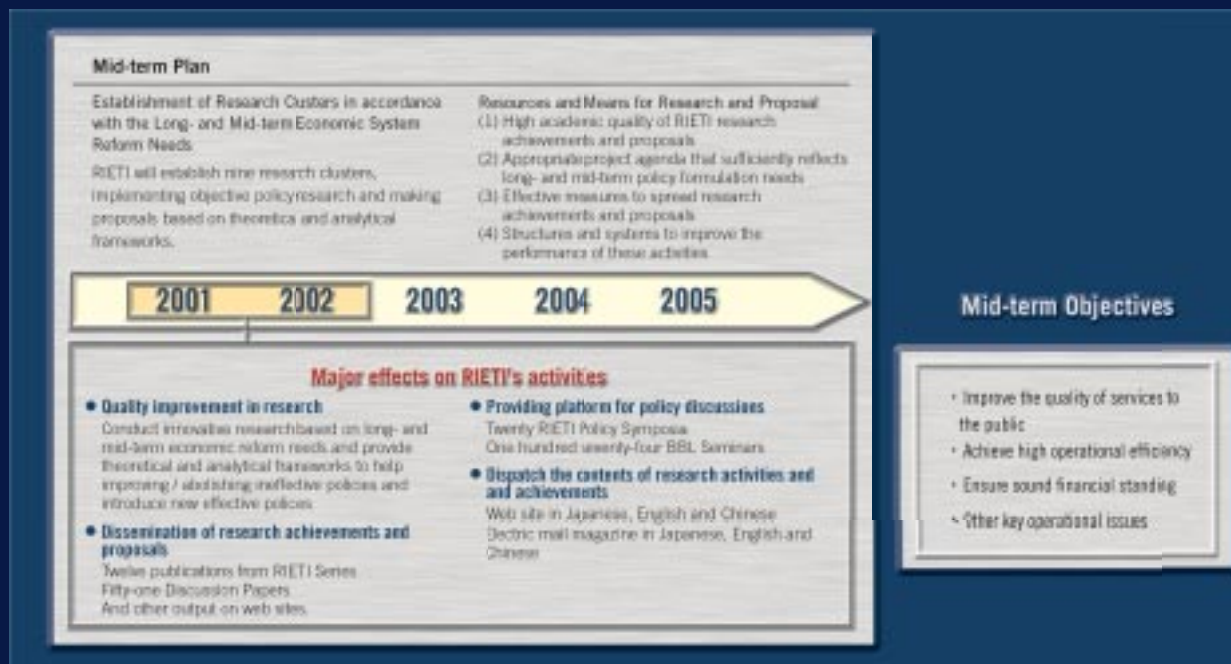 Mid-term Plan
Establishment of Research Clusters in accordance
with the Long- and Mid-term Economic System
Reform Needs
RIETI will establish nine research clusters,
implementing objective policy research and making
proposals based on theoretica and analytical
frameworks.
Resources and Means for Research and Proposal
(1) High academic quality of RIETI research
achievements and proposals
(2) Appropriate project agenda that sufficiently reflects
long- and mid-term policy formulation needs
(3) Effective measures to spread research
achievements and proposals
(4) Structures and systems to improve the
performance of these activities
2001 2002 2003 2004 2005
Major effects on RIETI's activities
• Quality improvement in research
Conduct innovative research based on long- and
mid-term economic reform needs and provide
theoretical and analytical frameworks to help
improving / abolishing ineffective policies and
introduce new effective polices
• Dissemination of research achievements and
proposals
Twelve publications from RIETI Series
Fifty-one Discussion Papers
And other output on web sites.
• Providing platform for policy discussions
Twenty RIETI Policy Symposia
One hundred seventy-four BBL Seminars
• Dispatch the contents of research activities and
and achievements
Web site in Japanese, English and Chinese
Electric mail magazine in Japanese, English and
Chinese
Mid-term Objectives
• Improve the quality of services to
the public
• Achieve high operational efficiency
• Ensure sound financial standing
• Other key operational issues